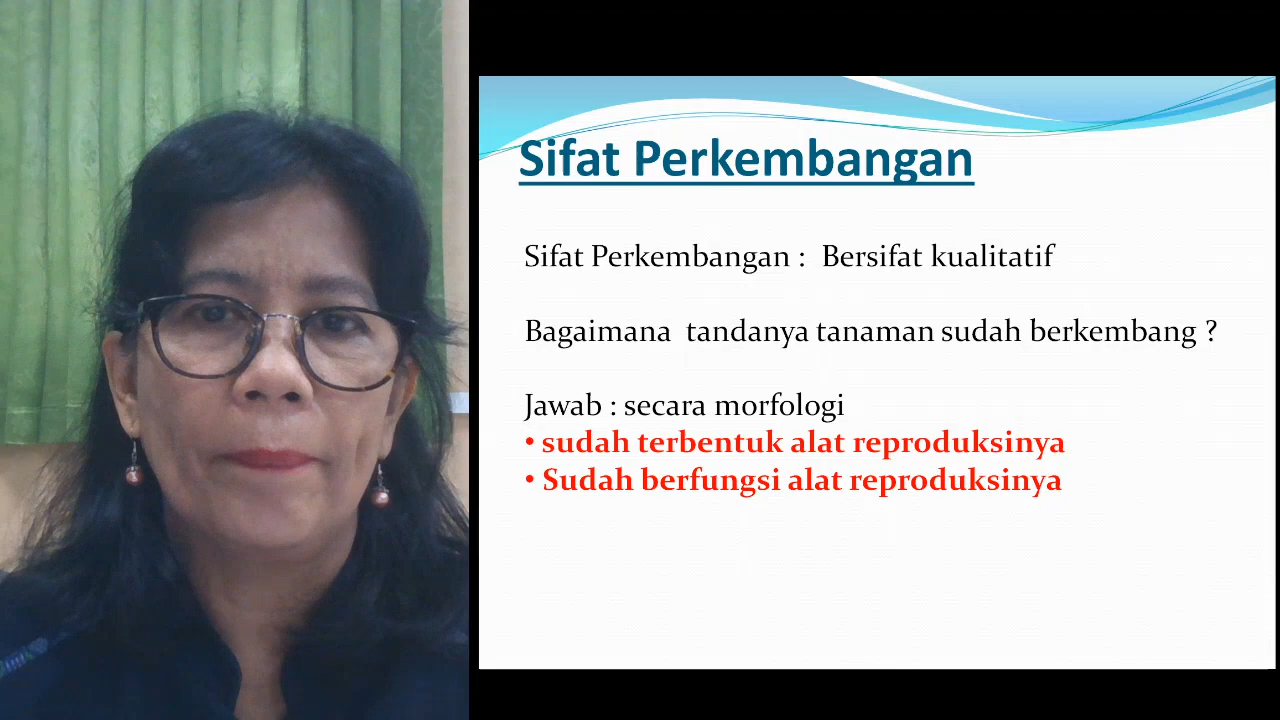 Sifat Perkembangan
Sifat Perkembangan : Bersifat kualitatif
Bagaimana tandanya tanaman sudah berkembang ?
Jawab : secara morfologi
• sudah terbentuk alat reproduksinya
• Sudah berfungsi alat reproduksinya